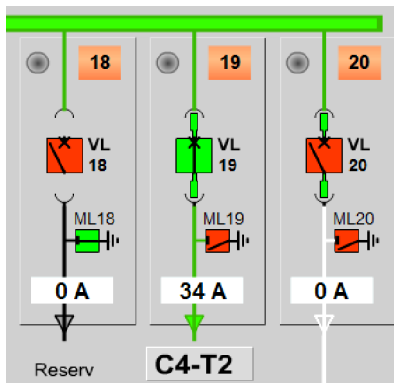 18 19 20
VL 18
VL 19
VL 20
ML18 ML19 ML20
0 A 34 A 0 A
Reserv C4-T2